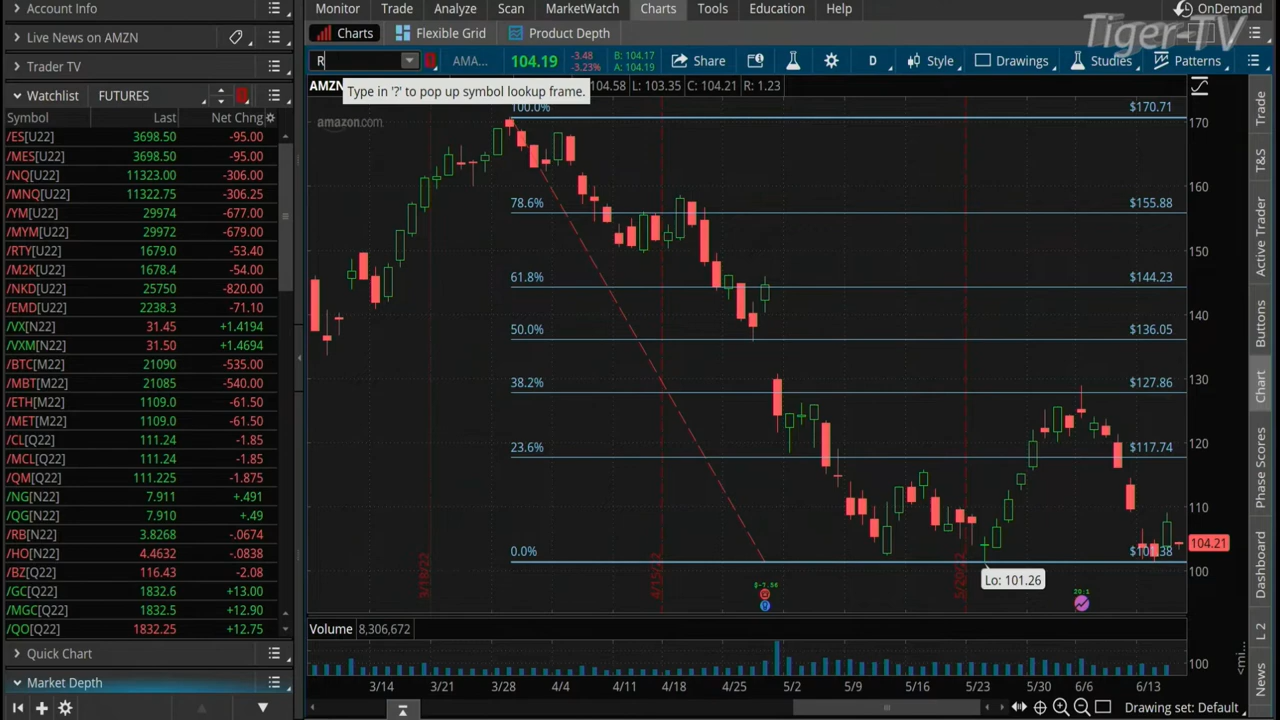 Account Info
Live News on AMZN
Trader TV
Watchlist FUTURES
Symbol Last Net Chng
/ES[U22] 3698.50 -95.00
/MES[U22] 3698.50 -95.00
/NQ[U22] 11323.00 -306.00
/MNQ[U22] 11322.75 -306.25
/YM[U22] 29974 -677.00
/MYM[U22] 29972 -679.00
/RTY[U22] 1679.0 -53.40
/M2K[U22] 1678.4 -54.00
/NKD[U22] 25750 -820.00
/EMD[U22] 2238.3 -71.10
/VX[N22] 31.45 +1.4194
/VXM[N22] 31.50 +1.4694
/BTC[M22] 21090 -535.00
/MBT[M22] 21085 -540.00
/ETH[M22] 1109.0 -61.50
/MET[M22] 1109.0 -61.50
/CL[Q22] 111.24 -1.85
/MCL[Q22] 111.24 -1.85
/QM[Q22] 111.225 -1.875
/NG[N22] 7.911 +.491
/QG[N22] 7.910 +.49
/RB[N22] 3.8268 -.0674
/HO[N22] 4.4632 -.0838
/BZ[Q22] 116.43 -2.08
/GC[Q22] 1832.6 +13.00
/MGC[Q22] 1832.5 +12.90
/QO[Q22] 1832.25 +12.75
Quick Chart
Market Depth
Monitor Trade Analyze Scan MarketWatch Charts Tools Education Help OnDemand
Tiger-TV
Charts Flexible Grid Product Depth
R AMA... 104.19 -3.48 -3.23% B: 104.17 A: 104.19 Share D Style Drawings Studies Patterns
AMZN 104.58 L: 103.35 C: 104.21 R: 1.23
Type in '?' to pop up symbol lookup frame.
amazon.com
100.0% $170.71
78.6% $155.88
61.8% $144.23
50.0% $136.05
38.2% $127.86
23.6% $117.74
0.0%
Lo: 101.26
170
160
150
140
130
120
110
104.21
100
3/18/22 4/15/22 5/20/22
$-7.56
20:1
Volume 8,306,672
100
3/14 3/21 3/28 4/4 4/11 4/18 4/25 5/2 5/9 5/16 5/23 5/30 6/6 6/13
Drawing set: Default
Trade
T&S
Active Trader
Buttons
Chart
Phase Scores
Dashboard
L 2
News